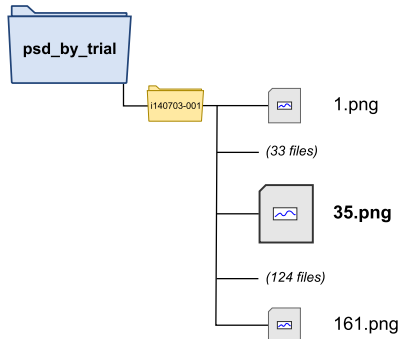 psd_by_trial
i140703-001
1.png
(33 files)
35.png
(124 files)
161.png